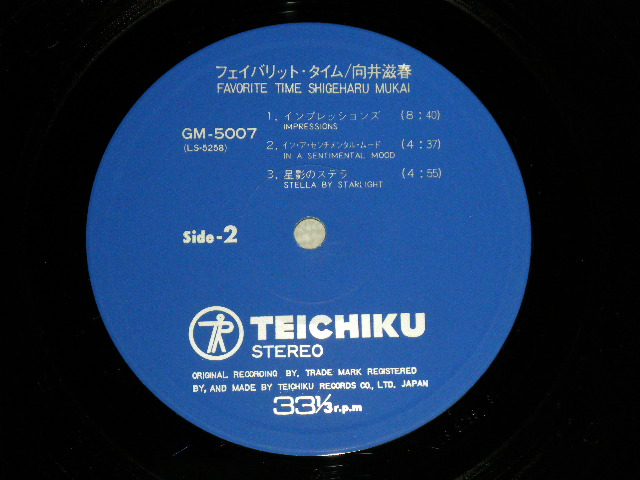 フェイバリット・タイム/向井滋春
FAVORITE TIME SHIGEHARU MUKAI
GM-5007
(LS-5258)
1. インプレッションズ (8:40)
IMPRESSIONS
2. イン・ア・センチメンタル・ムード (4:37)
IN A SENTIMENTAL MOOD
3. 星影のステラ (4:55)
STELLA BY STARLIGHT
Side-2
TEICHIKU
STEREO
ORIGINAL RECORDING BY, TRADE MARK REGISTERED
BY, AND MADE BY TEICHIKU RECORDS CO., LTD. JAPAN
33⅓r.p.m